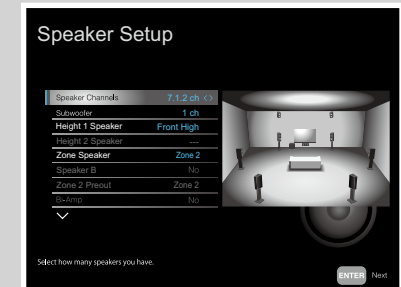 Speaker Setup
Speaker Channels 7.1.2 ch <>
Subwoofer 1 ch
Height 1 Speaker Front High
Height 2 Speaker ---
Zone Speaker Zone 2
Speaker B No
Zone 2 Preout Zone 2
Bi-Amp No
Select how many speakers you have.
ENTER Next